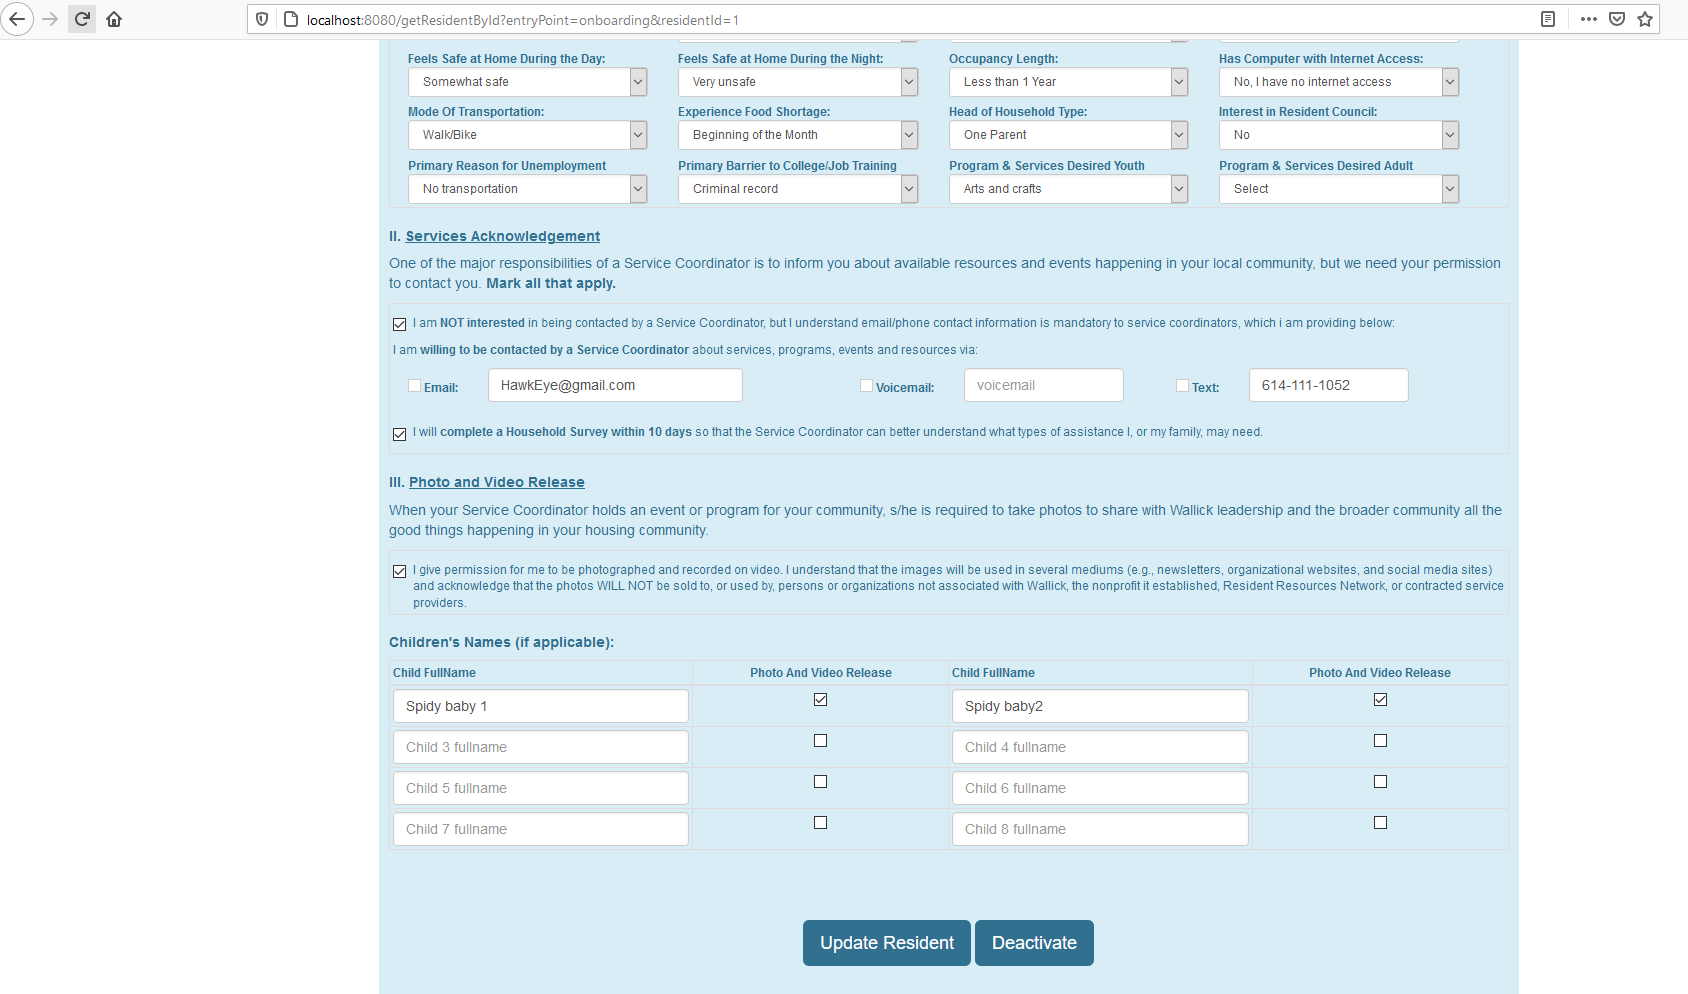 localhost:8080/getResidentById?entryPoint=onboarding&residentId=1
Feels Safe at Home During the Day: Feels Safe at Home During the Night: Occupancy Length: Has Computer with Internet Access:
Somewhat safe Very unsafe Less than 1 Year No, I have no internet access
Mode Of Transportation: Experience Food Shortage: Head of Household Type: Interest in Resident Council:
Walk/Bike Beginning of the Month One Parent No
Primary Reason for Unemployment Primary Barrier to College/Job Training Program & Services Desired Youth Program & Services Desired Adult
No transportation Criminal record Arts and crafts Select
II. Services Acknowledgement
One of the major responsibilities of a Service Coordinator is to inform you about available resources and events happening in your local community, but we need your permission
to contact you. Mark all that apply.
I am NOT interested in being contacted by a Service Coordinator, but I understand email/phone contact information is mandatory to service coordinators, which i am providing below:
I am willing to be contacted by a Service Coordinator about services, programs, events and resources via:
Email: HawkEye@gmail.com Voicemail: voicemail Text: 614-111-1052
I will complete a Household Survey within 10 days so that the Service Coordinator can better understand what types of assistance I, or my family, may need.
III. Photo and Video Release
When your Service Coordinator holds an event or program for your community, s/he is required to take photos to share with Wallick leadership and the broader community all the
good things happening in your housing community.
I give permission for me to be photographed and recorded on video. I understand that the images will be used in several mediums (e.g., newsletters, organizational websites, and social media sites)
and acknowledge that the photos WILL NOT be sold to, or used by, persons or organizations not associated with Wallick, the nonprofit it established, Resident Resources Network, or contracted service
providers.
Children's Names (if applicable):
Child FullName Photo And Video Release Child FullName Photo And Video Release
Spidy baby 1 Spidy baby2
Child 3 fullname Child 4 fullname
Child 5 fullname Child 6 fullname
Child 7 fullname Child 8 fullname
Update Resident Deactivate